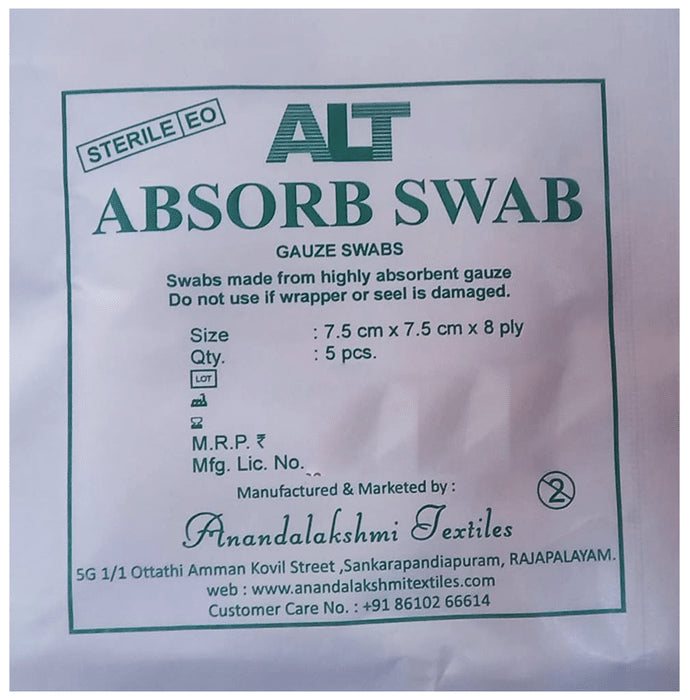 STERILE EO
ALT
ABSORB SWAB
GAUZE SWABS
Swabs made from highly absorbent gauze
Do not use if wrapper or seel is damaged.
Size : 7.5 cm x 7.5 cm x 8 ply
Qty. : 5 pcs.
LOT
M.R.P. ₹
Mfg. Lic. No.
Manufactured & Marketed by :
2
Anandalakshmi Textiles
5G 1/1 Ottathi Amman Kovil Street ,Sankarapandiapuram, RAJAPALAYAM.
web : www.anandalakshmitextiles.com
Customer Care No. : +91 86102 66614